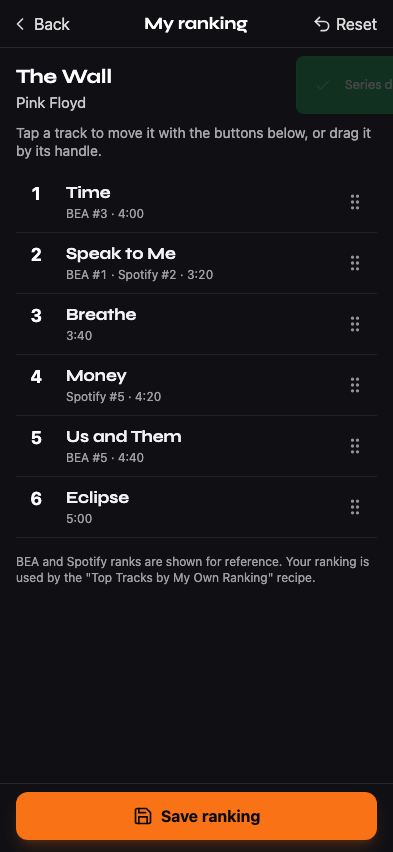 Back
My ranking
Reset
The Wall
Series d
Pink Floyd
Tap a track to move it with the buttons below, or drag it
by its handle.
1
Time
BEA #3 · 4:00
2
Speak to Me
BEA #1 · Spotify #2 · 3:20
3
Breathe
3:40
4
Money
Spotify #5 · 4:20
5
Us and Them
BEA #5 · 4:40
6
Eclipse
5:00
BEA and Spotify ranks are shown for reference. Your ranking is
used by the "Top Tracks by My Own Ranking" recipe.
Save ranking